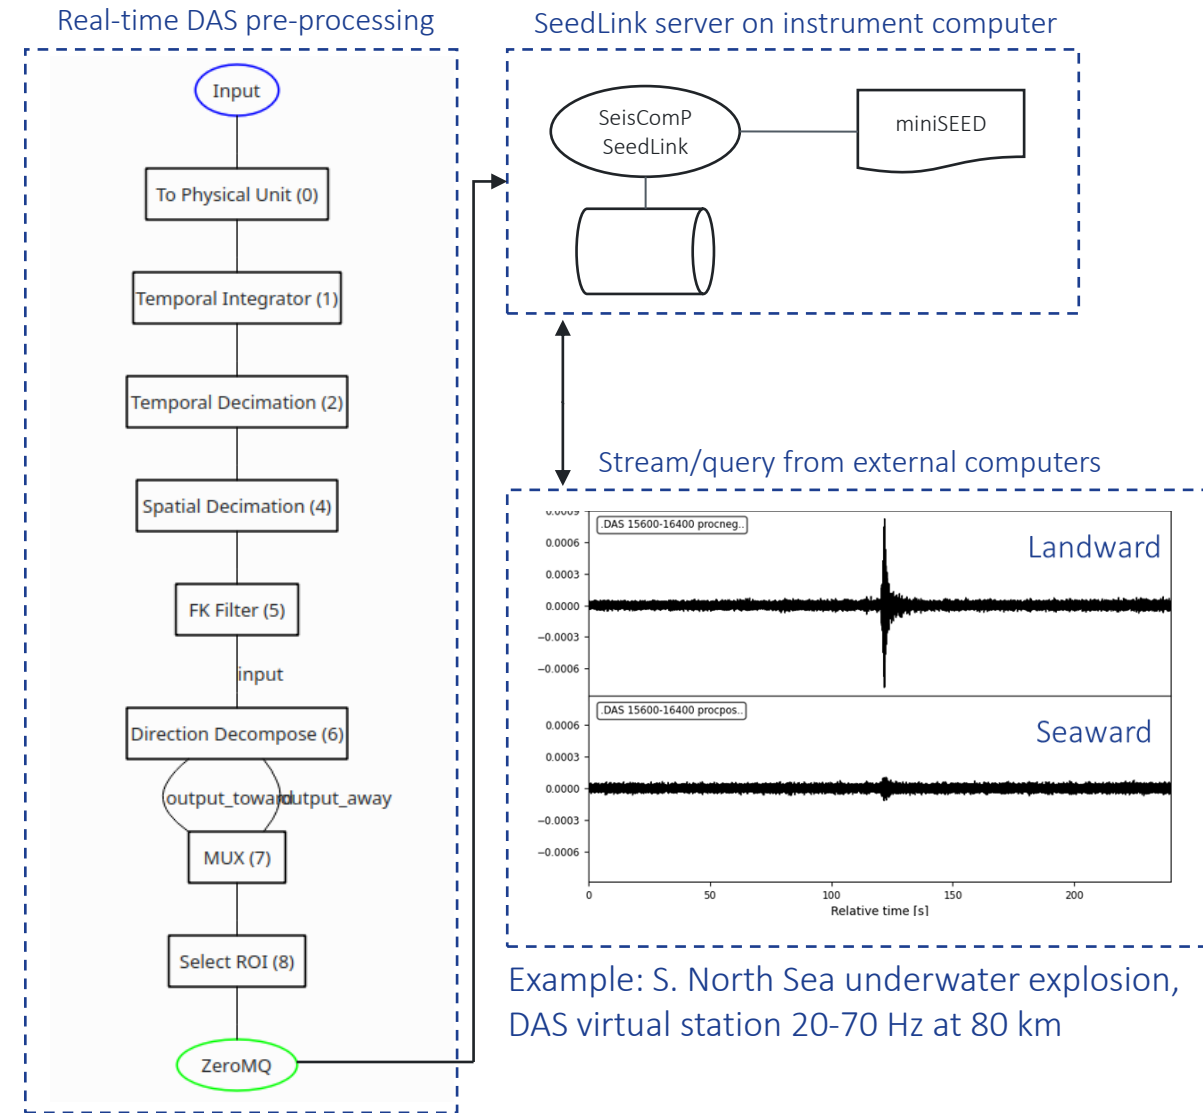 Real-time DAS pre-processing
Input
To Physical Unit (0)
Temporal Integrator (1)
Temporal Decimation (2)
Spatial Decimation (4)
FK Filter (5)
input
Direction Decompose (6)
output_toward output_away
MUX (7)
Select ROI (8)
ZeroMQ
SeedLink server on instrument computer
SeisComP
SeedLink
miniSEED
Stream/query from external computers
0.0009
.DAS 15600-16400 procneg..
Landward
0.0006
0.0003
0.0000
−0.0003
−0.0006
.DAS 15600-16400 procpos..
Seaward
0.0006
0.0003
0.0000
−0.0003
−0.0006
0 50 100 150 200
Relative time [s]
Example: S. North Sea underwater explosion,
DAS virtual station 20-70 Hz at 80 km